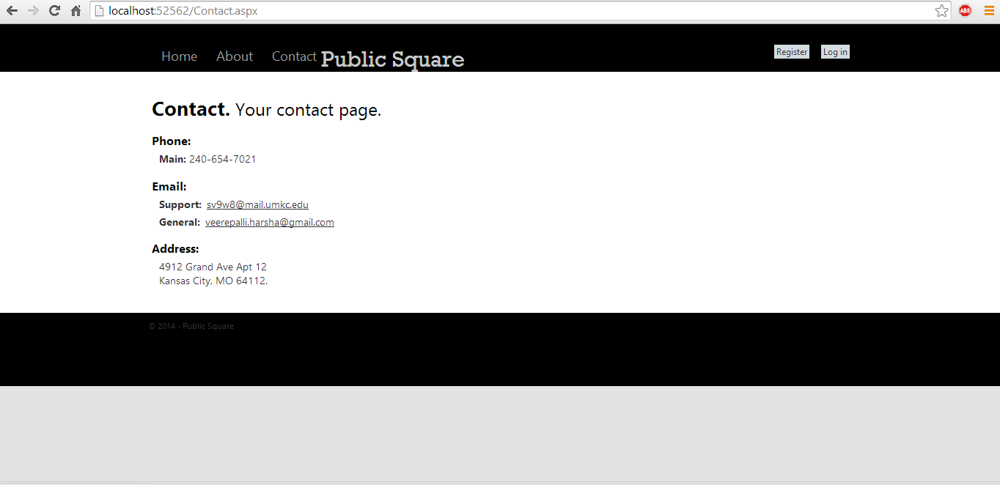 localhost:52562/Contact.aspx
ABS
Home About Contact Public Square Register Log in
Contact. Your contact page.
Phone:
Main: 240-654-7021
Email:
Support: sv9w8@mail.umkc.edu
General: veerepalli.harsha@gmail.com
Address:
4912 Grand Ave Apt 12
Kansas City, MO 64112.
© 2014 - Public Square